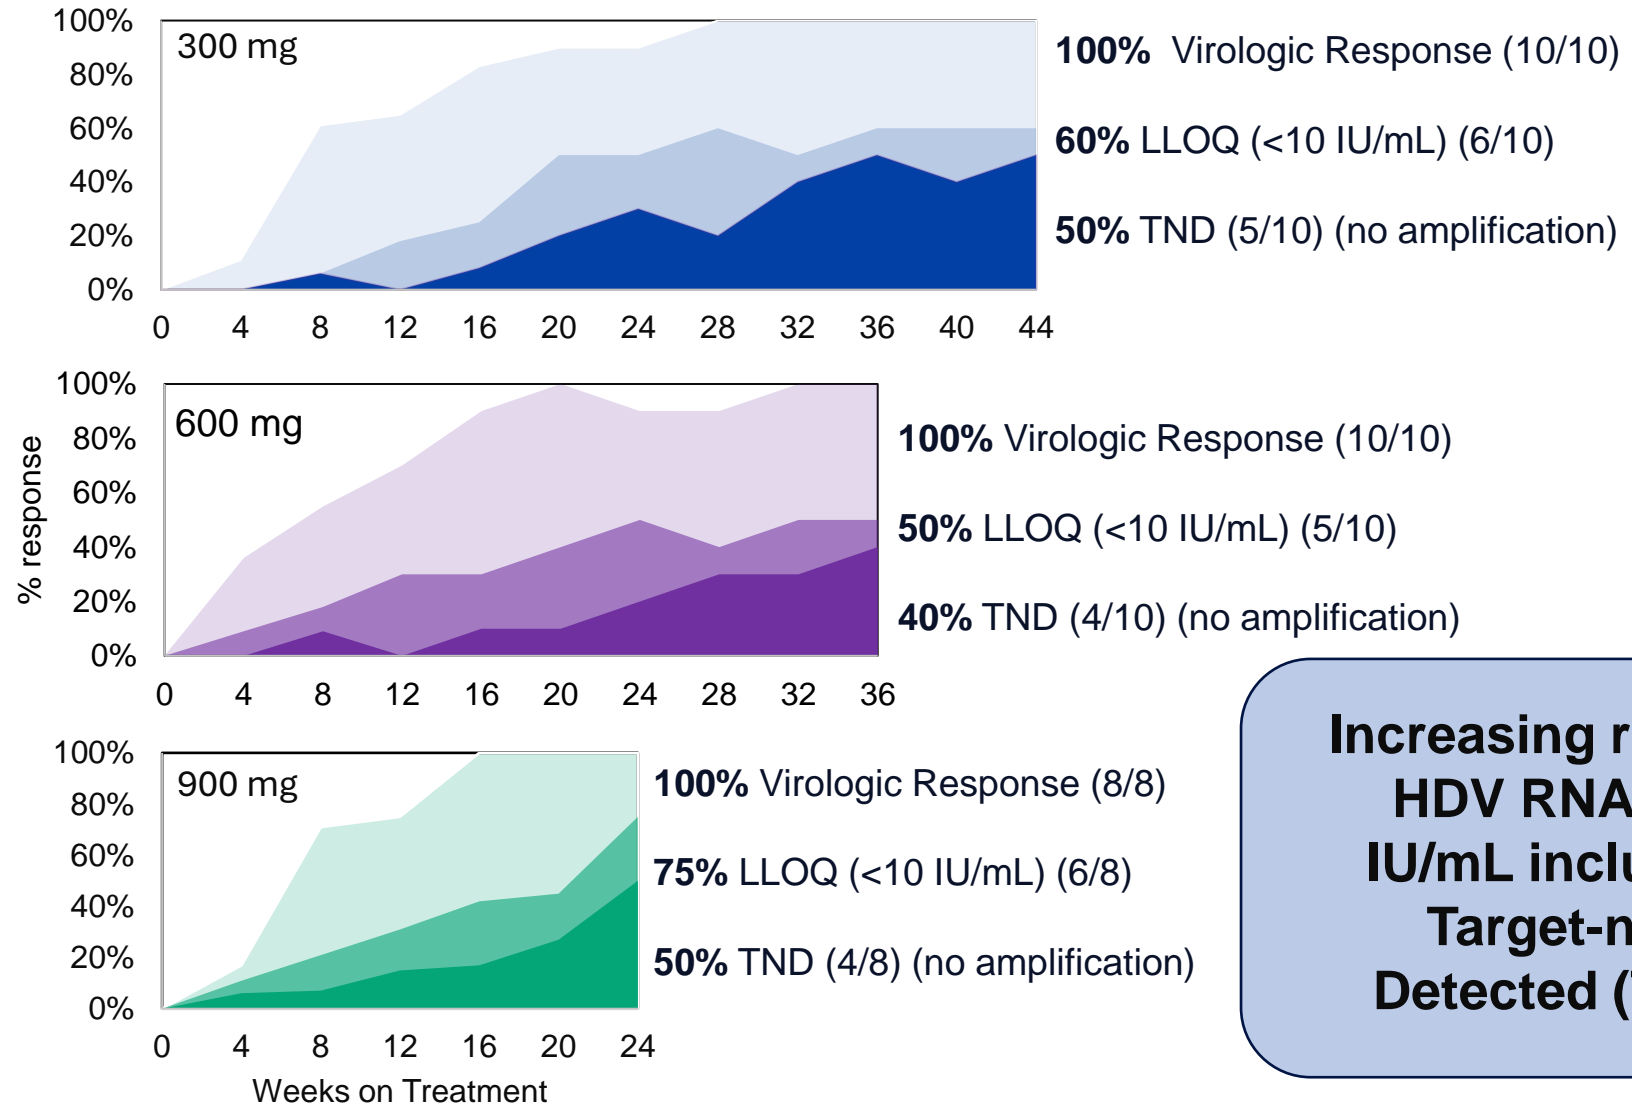 100%
80%
60%
40%
20%
0%
300 mg
0 4 8 12 16 20 24 28 32 36 40 44
100% Virologic Response (10/10)
60% LLOQ (<10 IU/mL) (6/10)
50% TND (5/10) (no amplification)
% response
100%
80%
60%
40%
20%
0%
600 mg
0 4 8 12 16 20 24 28 32 36
100% Virologic Response (10/10)
50% LLOQ (<10 IU/mL) (5/10)
40% TND (4/10) (no amplification)
100%
80%
60%
40%
20%
0%
900 mg
0 4 8 12 16 20 24
Weeks on Treatment
100% Virologic Response (8/8)
75% LLOQ (<10 IU/mL) (6/8)
50% TND (4/8) (no amplification)
Increasing
HDV RNA
IU/mL
Detected